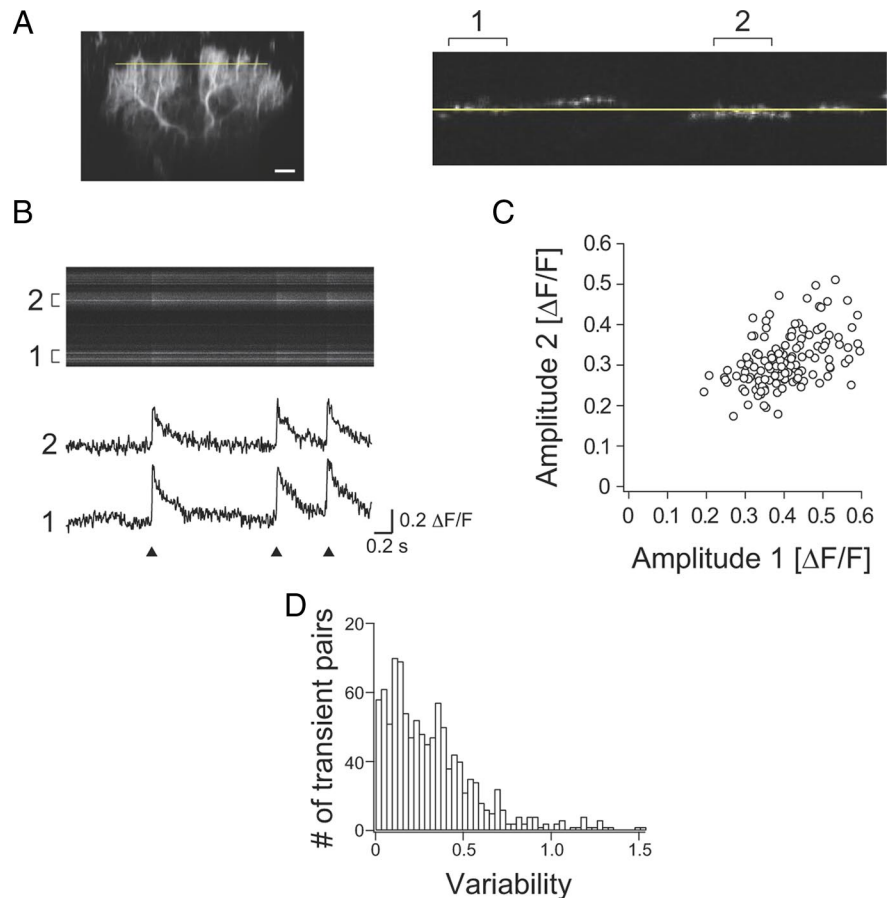 A
1 2
B
2
1
2
1
0.2 ΔF/F
0.2 s
C
Amplitude 2 [ΔF/F]
0.6
0.5
0.4
0.3
0.2
0.1
0
0 0 0.2 0.3 0.4 0.5 0.6
Amplitude 1 [ΔF/F]
D
# of transient pairs
20
60
40
0
0 0.5 1.0 1.5
Variability